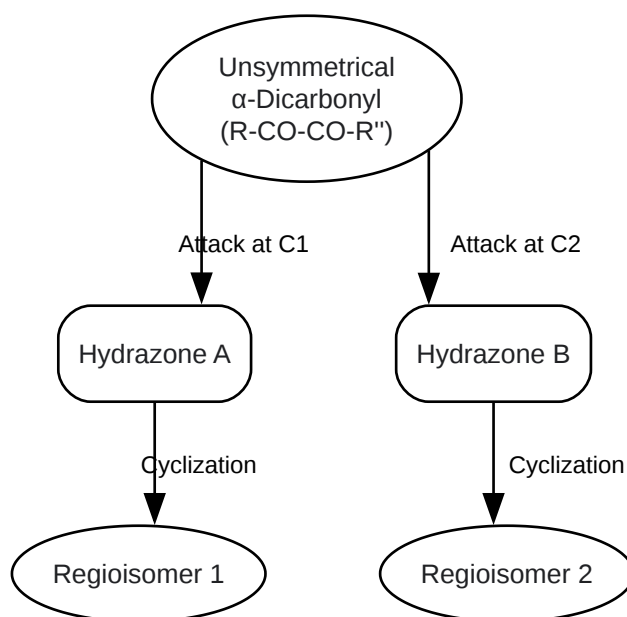 Unsymmetrical
α-Dicarbonyl
(R-CO-CO-R'')
Attack at C1
Attack at C2
Hydrazone A
Hydrazone B
Cyclization
Cyclization
Regioisomer 1
Regioisomer 2